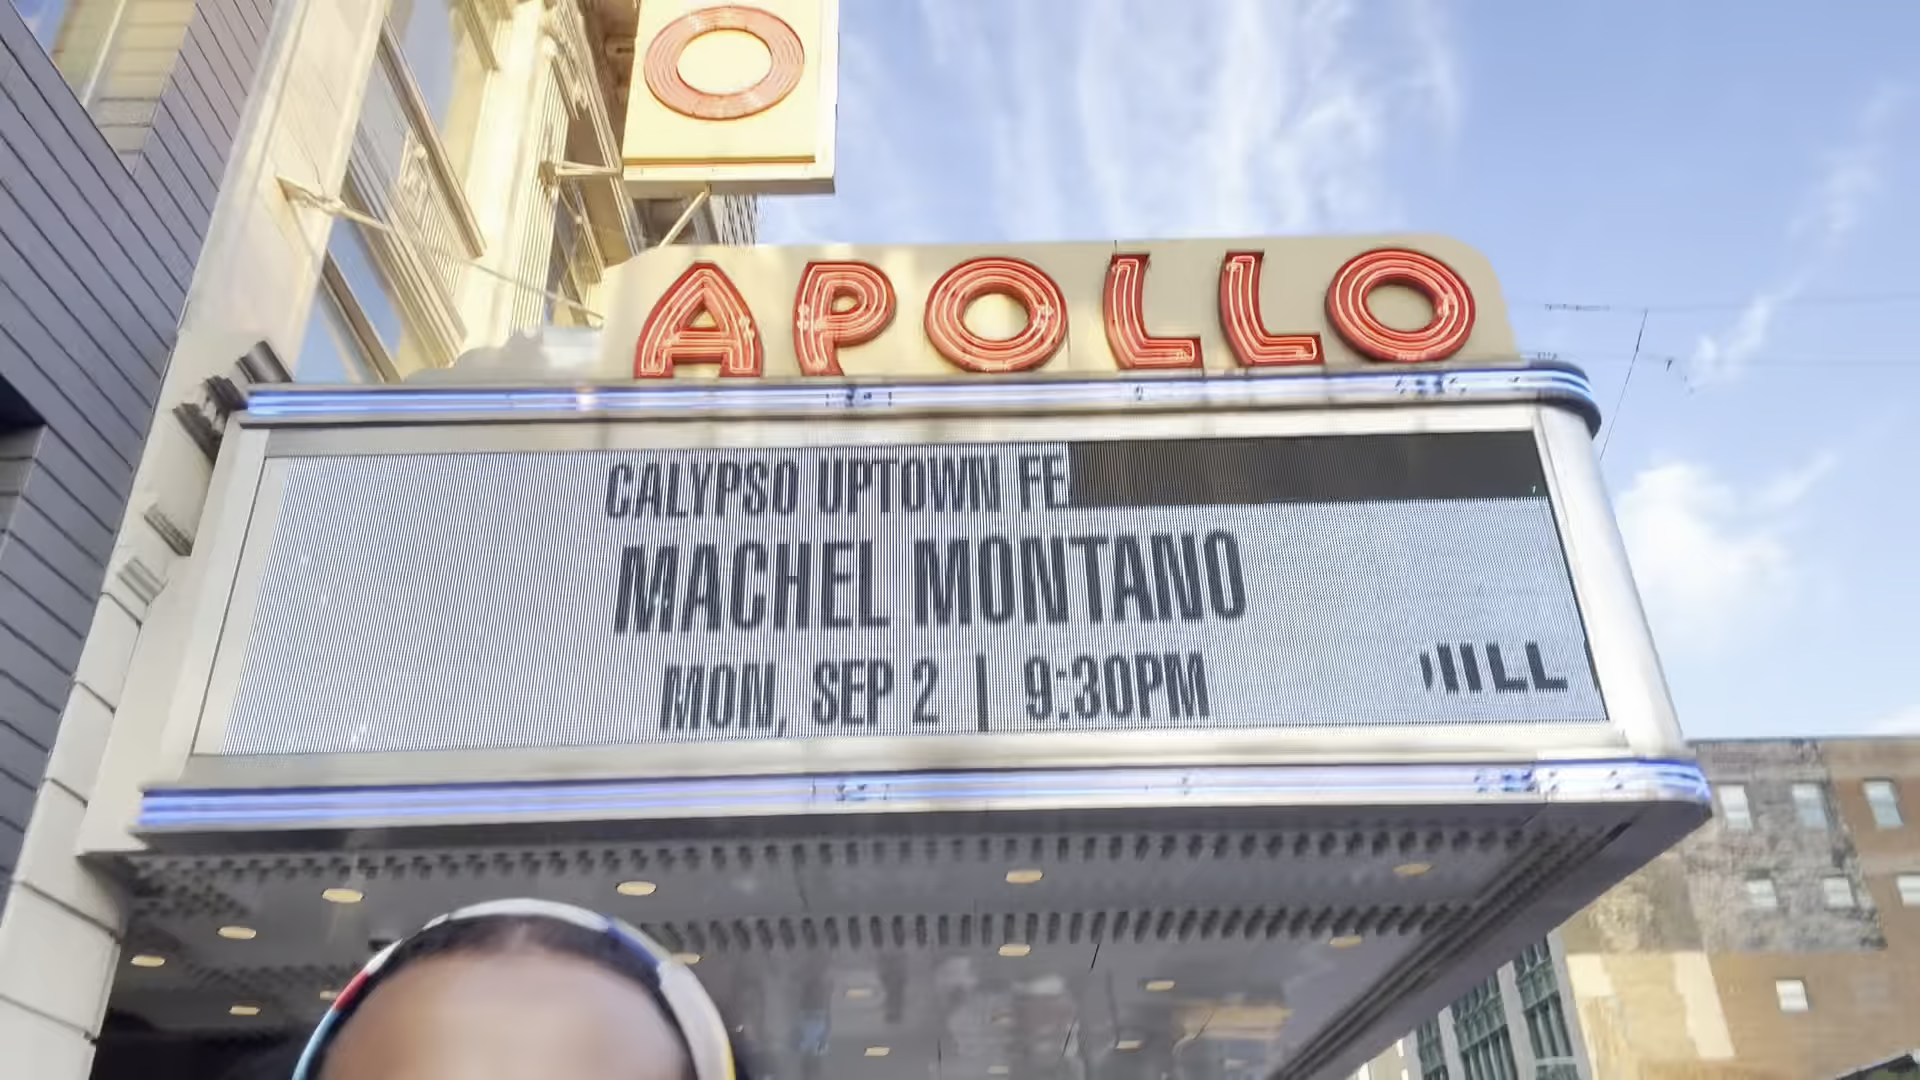 O
APOLLO
CALYPSO UPTOWN FE
MACHEL MONTANO
MON, SEP 2 | 9:30PM